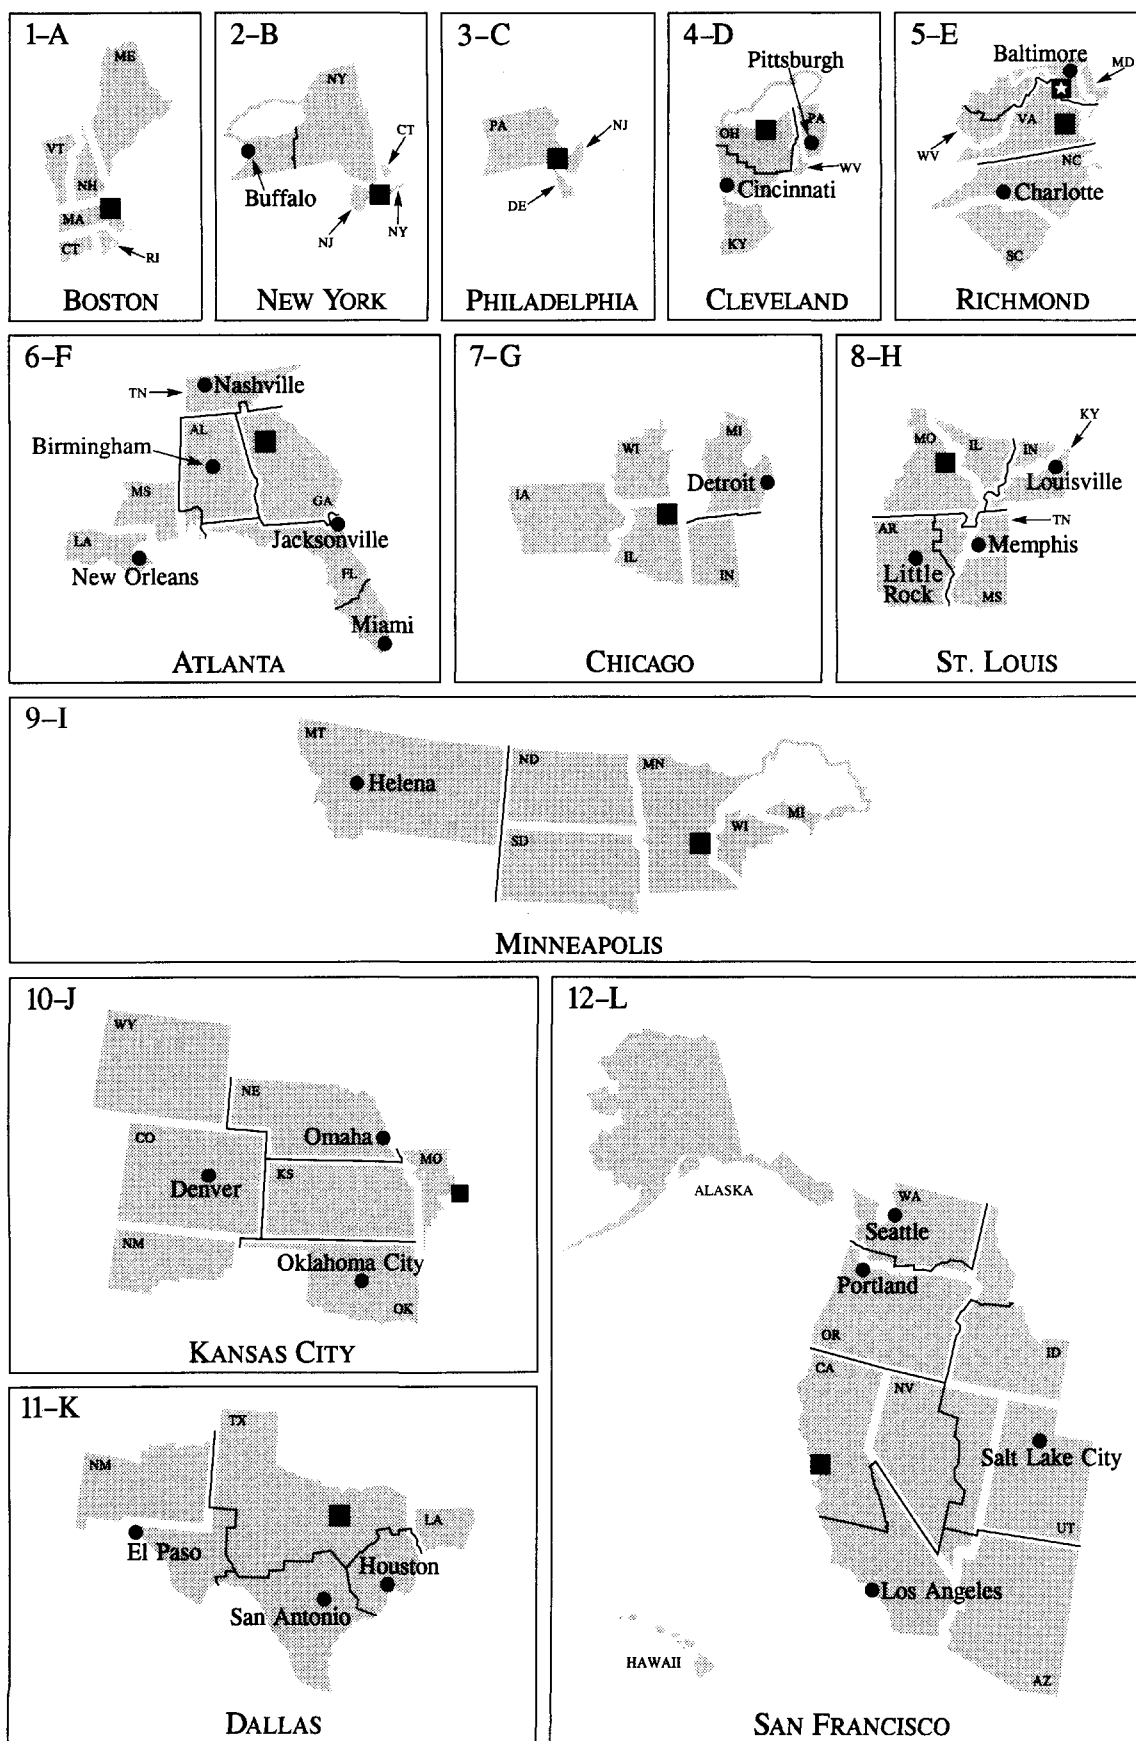 1–A
ME
VT
NH
MA
CT
RI
BOSTON
2–B
NY
CT
Buffalo
NJ
NY
NEW YORK
3–C
PA
NJ
DE
PHILADELPHIA
4–D
Pittsburgh
PA
OH
WV
Cincinnati
KY
CLEVELAND
5–E
Baltimore
MD
VA
WV
NC
Charlotte
SC
RICHMOND
6–F
TN
Nashville
AL
Birmingham
MS
GA
LA
Jacksonville
New Orleans
FL
Miami
ATLANTA
7–G
MI
WI
Detroit
IA
IL
IN
CHICAGO
8–H
KY
MO
IL
IN
Louisville
AR
TN
Memphis
Little
Rock
MS
ST. LOUIS
9–I
MT
ND
MN
Helena
MI
WI
SD
MINNEAPOLIS
10–J
WY
NE
CO
Omaha
MO
KS
Denver
NM
Oklahoma City
OK
KANSAS CITY
11–K
TX
NM
LA
El Paso
Houston
San Antonio
DALLAS
12–L
ALASKA
WA
Seattle
Portland
OR
ID
CA
NV
Salt Lake City
UT
Los Angeles
HAWAII
AZ
SAN FRANCISCO